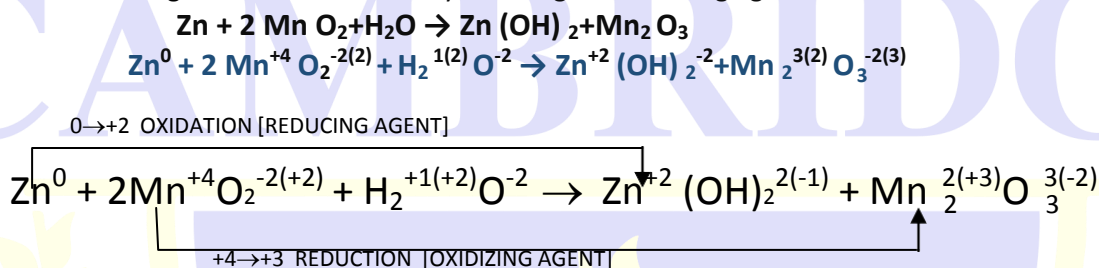 Zn + 2 Mn O₂+H₂O → Zn (OH) ₂+Mn₂ O₃
Zn⁰ + 2 Mn⁺⁴ O₂⁻²⁽²⁾ + H₂ ¹⁽²⁾ O⁻² → Zn⁺² (OH) ₂⁻²+Mn ₂³⁽²⁾ O₃⁻²⁽³⁾
CAMBRIDG
0→+2 OXIDATION [REDUCING AGENT]
Zn⁰ + 2Mn⁺⁴O₂⁻²⁽⁺²⁾ + H₂⁺¹⁽⁺²⁾O⁻² → Zn⁺² (OH)₂²⁽⁻¹⁾ + Mn ₂²⁽⁺³⁾O ₃³⁽⁻²⁾
+4→+3 REDUCTION [OXIDIZING AGENT]